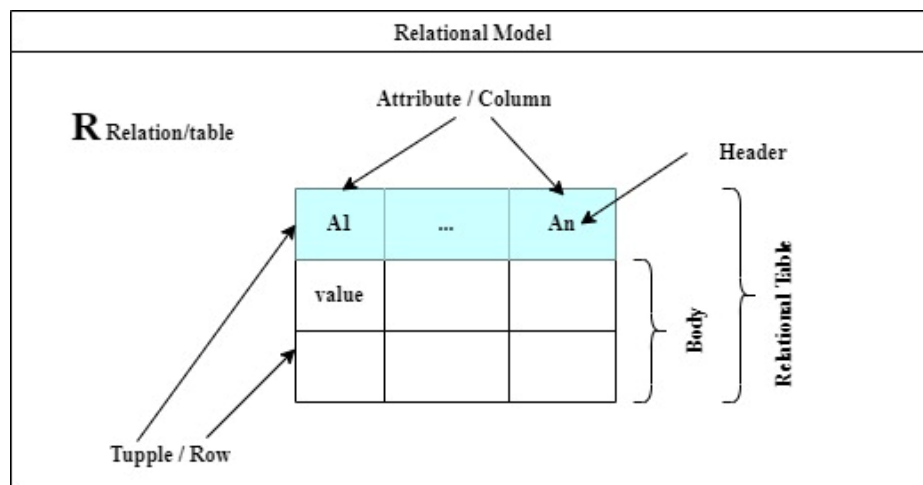 Relational Model
Attribute / Column
R Relation/table
Header
A1
...
An
value
Body
Relational Table
Tupple / Row